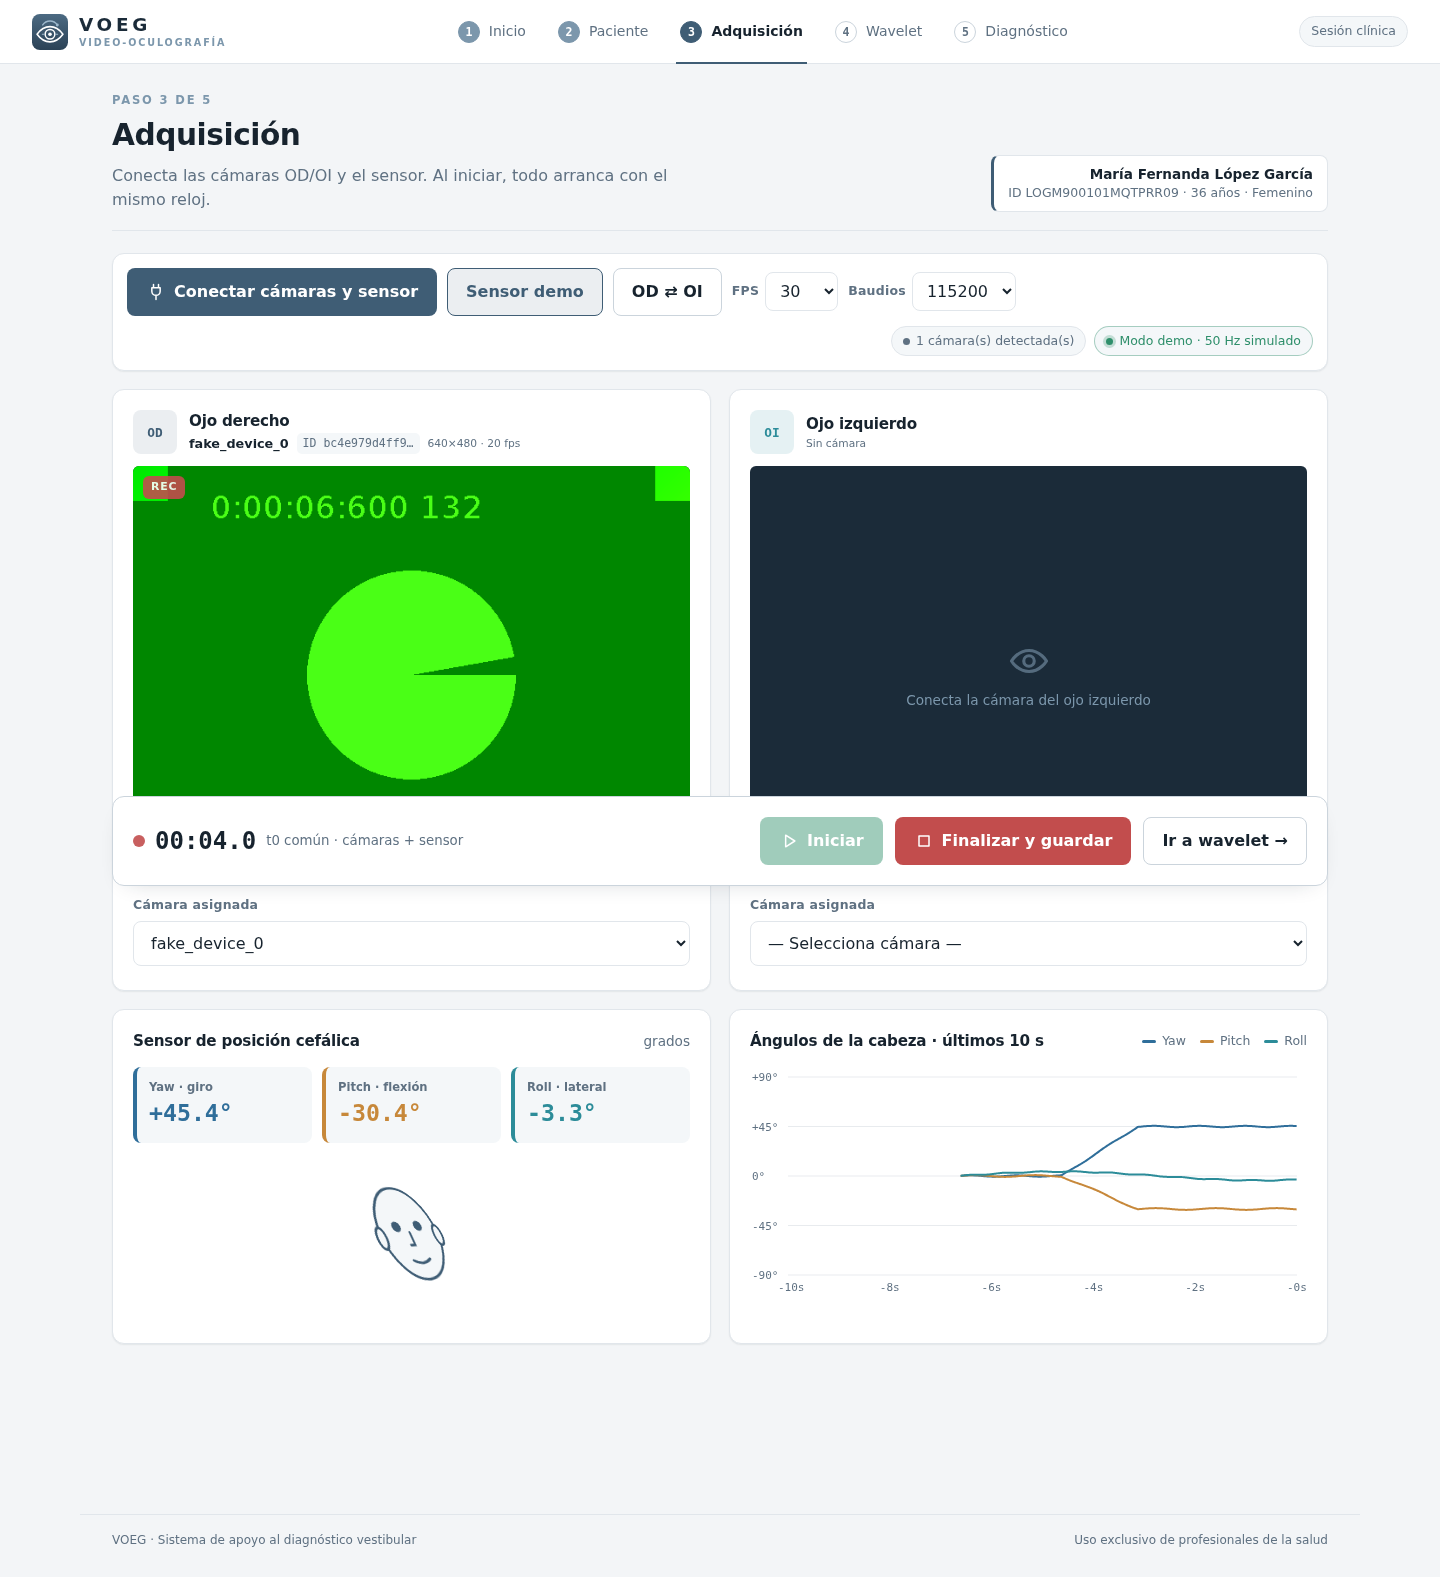 VOEG
VIDEO-OCULOGRAFÍA
1 Inicio
2 Paciente
3 Adquisición
4 Wavelet
5 Diagnóstico
Sesión clínica
PASO 3 DE 5
Adquisición
Conecta las cámaras OD/OI y el sensor. Al iniciar, todo arranca con el
mismo reloj.
María Fernanda López García
ID LOGM900101MQTPRR09 · 36 años · Femenino
Conectar cámaras y sensor
Sensor demo
OD ⇄ OI
FPS 30
Baudios 115200
1 cámara(s) detectada(s)
Modo demo · 50 Hz simulado
OD
Ojo derecho
fake_device_0 ID bc4e979d4ff9… 640×480 · 20 fps
REC
0:00:06:600 132
OI
Ojo izquierdo
Sin cámara
Conecta la cámara del ojo izquierdo
00:04.0 t0 común · cámaras + sensor
Iniciar
Finalizar y guardar
Ir a wavelet →
Cámara asignada
fake_device_0
Cámara asignada
— Selecciona cámara —
Sensor de posición cefálica
grados
Yaw · giro
+45.4°
Pitch · flexión
-30.4°
Roll · lateral
-3.3°
Ángulos de la cabeza · últimos 10 s
Yaw
Pitch
Roll
+90°
+45°
0°
-45°
-90°
-10s
-8s
-6s
-4s
-2s
-0s
VOEG · Sistema de apoyo al diagnóstico vestibular
Uso exclusivo de profesionales de la salud